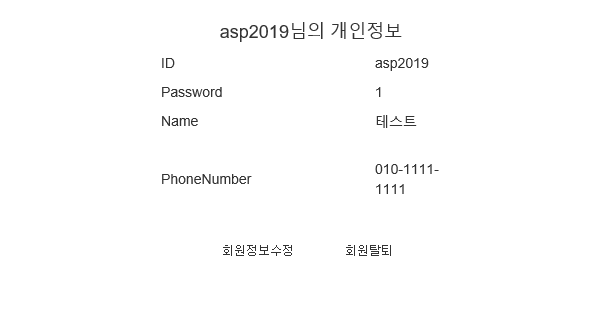 asp2019님의 개인정보
ID asp2019
Password 1
Name 테스트
PhoneNumber 010-1111-
1111
회원정보수정 회원탈퇴